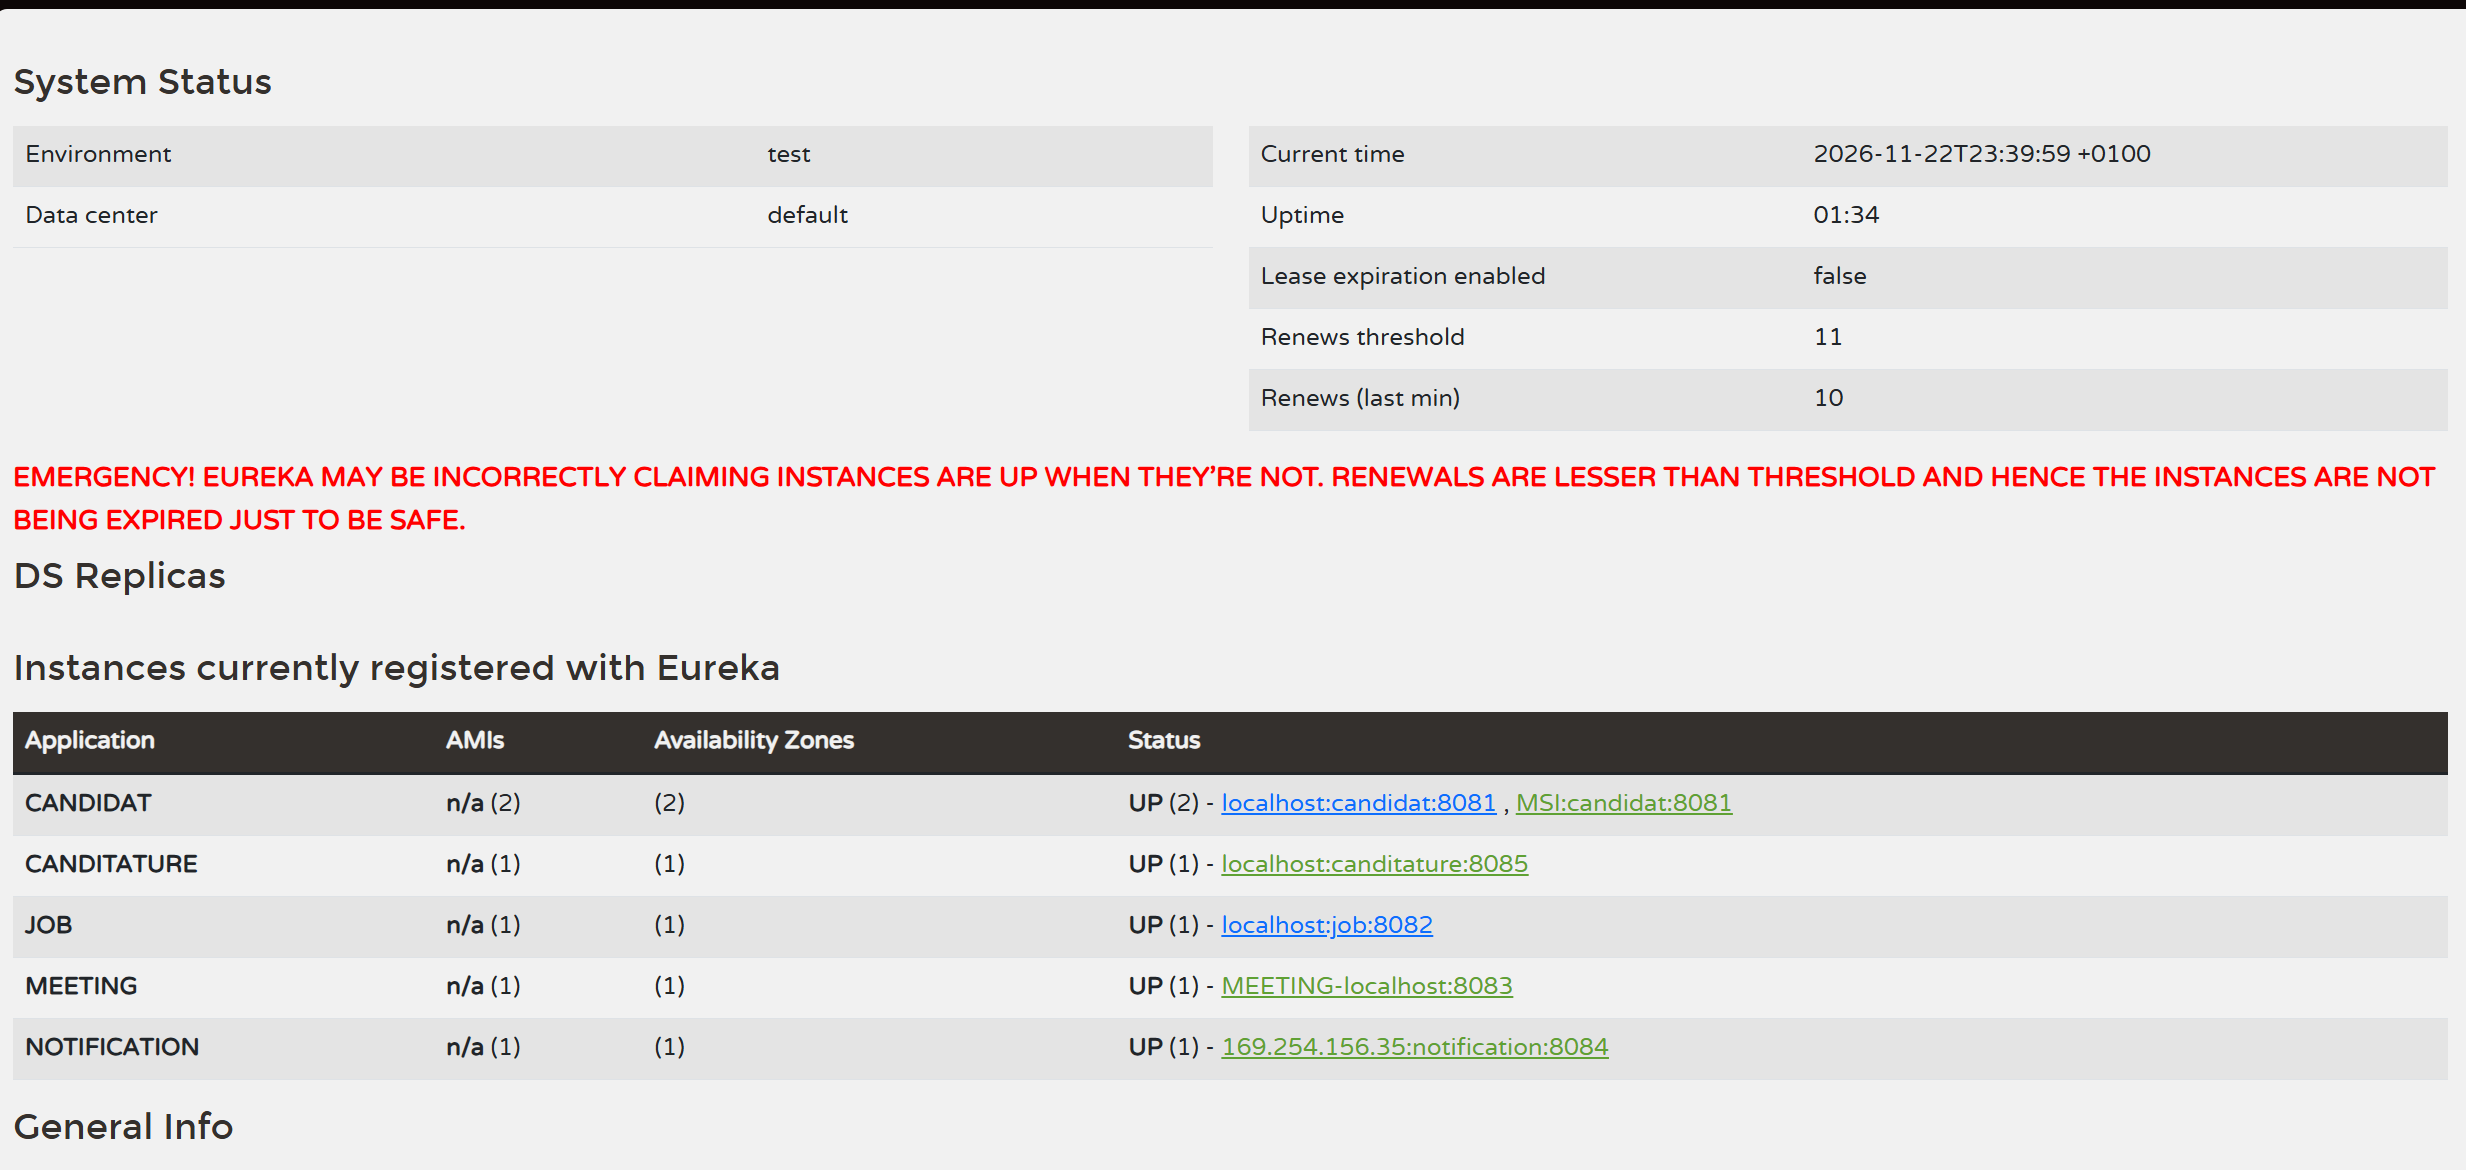 System Status
Environment test
Data center default
Current time 2026-11-22T23:39:59 +0100
Uptime 01:34
Lease expiration enabled false
Renews threshold 11
Renews (last min) 10
EMERGENCY! EUREKA MAY BE INCORRECTLY CLAIMING INSTANCES ARE UP WHEN THEY’RE NOT. RENEWALS ARE LESSER THAN THRESHOLD AND HENCE THE INSTANCES ARE NOT
BEING EXPIRED JUST TO BE SAFE.
DS Replicas
Instances currently registered with Eureka
Application AMIs Availability Zones Status
CANDIDAT n/a (2) (2) UP (2) - localhost:candidat:8081 , MSI:candidat:8081
CANDITATURE n/a (1) (1) UP (1) - localhost:canditature:8085
JOB n/a (1) (1) UP (1) - localhost:job:8082
MEETING n/a (1) (1) UP (1) - MEETING-localhost:8083
NOTIFICATION n/a (1) (1) UP (1) - 169.254.156.35:notification:8084
General Info